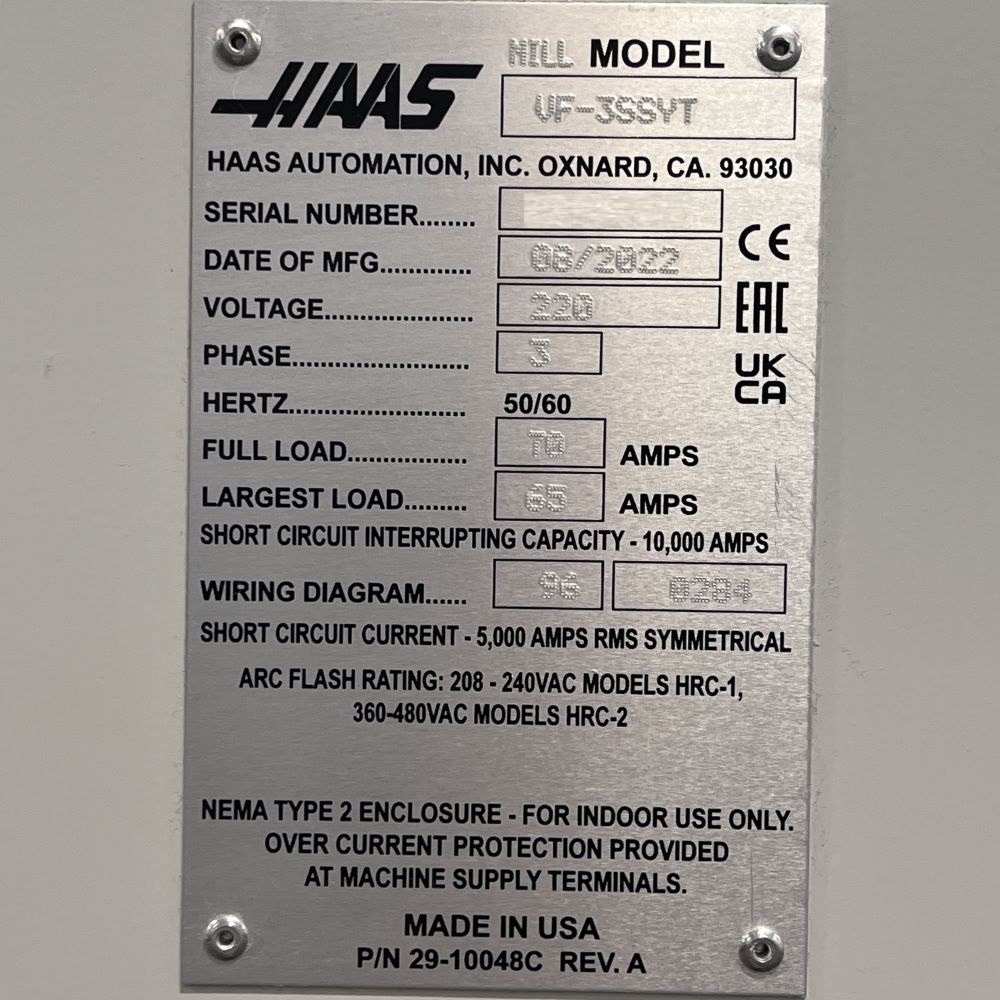 HAAS
MILL MODEL
VF-3SSYT
HAAS AUTOMATION, INC. OXNARD, CA. 93030
SERIAL NUMBER........
DATE OF MFG............. 08/2022
VOLTAGE..................... 220
PHASE......................... 3
HERTZ......................... 50/60
FULL LOAD................. 70 AMPS
LARGEST LOAD......... 65 AMPS
SHORT CIRCUIT INTERRUPTING CAPACITY - 10,000 AMPS
WIRING DIAGRAM...... 96 0284
SHORT CIRCUIT CURRENT - 5,000 AMPS RMS SYMMETRICAL
ARC FLASH RATING: 208 - 240VAC MODELS HRC-1,
360-480VAC MODELS HRC-2
NEMA TYPE 2 ENCLOSURE - FOR INDOOR USE ONLY.
OVER CURRENT PROTECTION PROVIDED
AT MACHINE SUPPLY TERMINALS.
MADE IN USA
P/N 29-10048C REV. A
CE
EAC
UK
CA